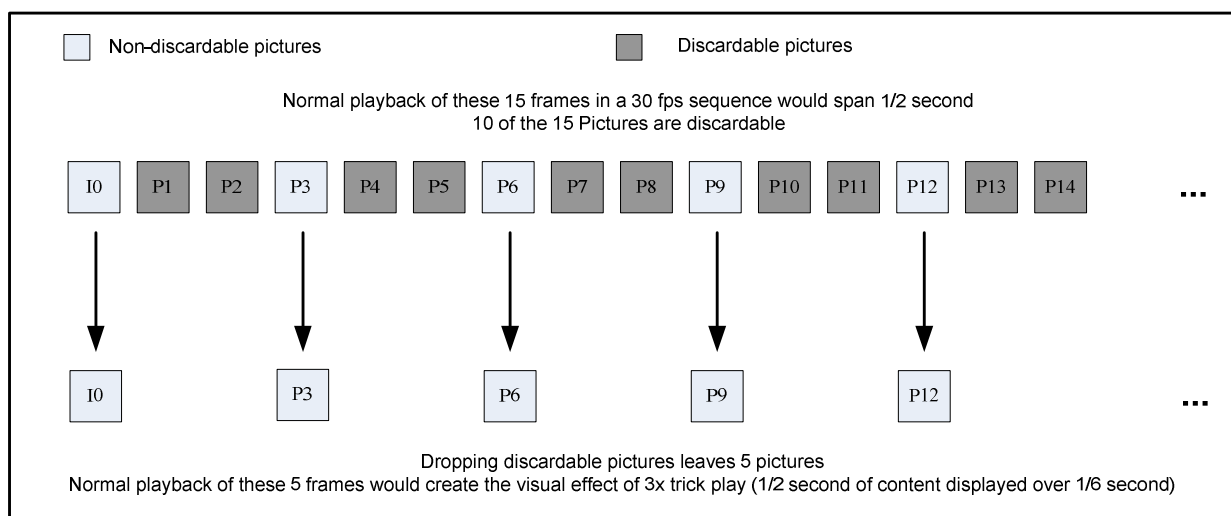 Non-discardable pictures
Discardable pictures
Normal playback of these 15 frames in a 30 fps sequence would span 1/2 second
10 of the 15 Pictures are discardable
I0 P1 P2 P3 P4 P5 P6 P7 P8 P9 P10 P11 P12 P13 P14 ...
I0 P3 P6 P9 P12 ...
Dropping discardable pictures leaves 5 pictures
Normal playback of these 5 frames would create the visual effect of 3x trick play (1/2 second of content displayed over 1/6 second)